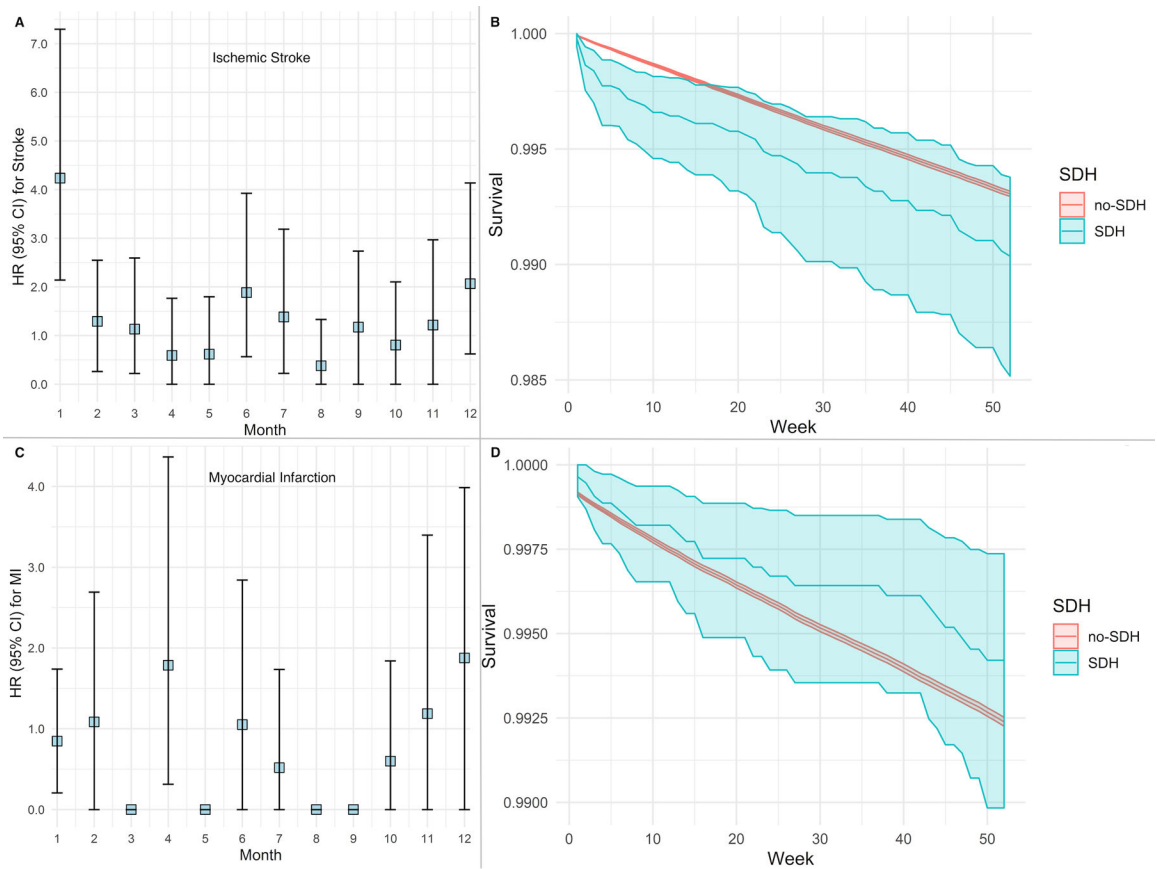 A
Ischemic Stroke
HR (95% CI) for Stroke
7.0
6.0
5.0
4.0
3.0
2.0
1.0
0.0
1 2 3 4 5 6 7 8 9 10 11 12
Month
B
Survival
1.000
0.995
0.990
0.985
0 10 20 30 40 50
Week
SDH
no-SDH
SDH
C
Myocardial Infarction
HR (95% CI) for MI
4.0
3.0
2.0
1.0
0.0
1 2 3 4 5 6 7 8 9 10 11 12
Month
D
Survival
1.0000
0.9975
0.9950
0.9925
0.9900
0 10 20 30 40 50
Week
SDH
no-SDH
SDH